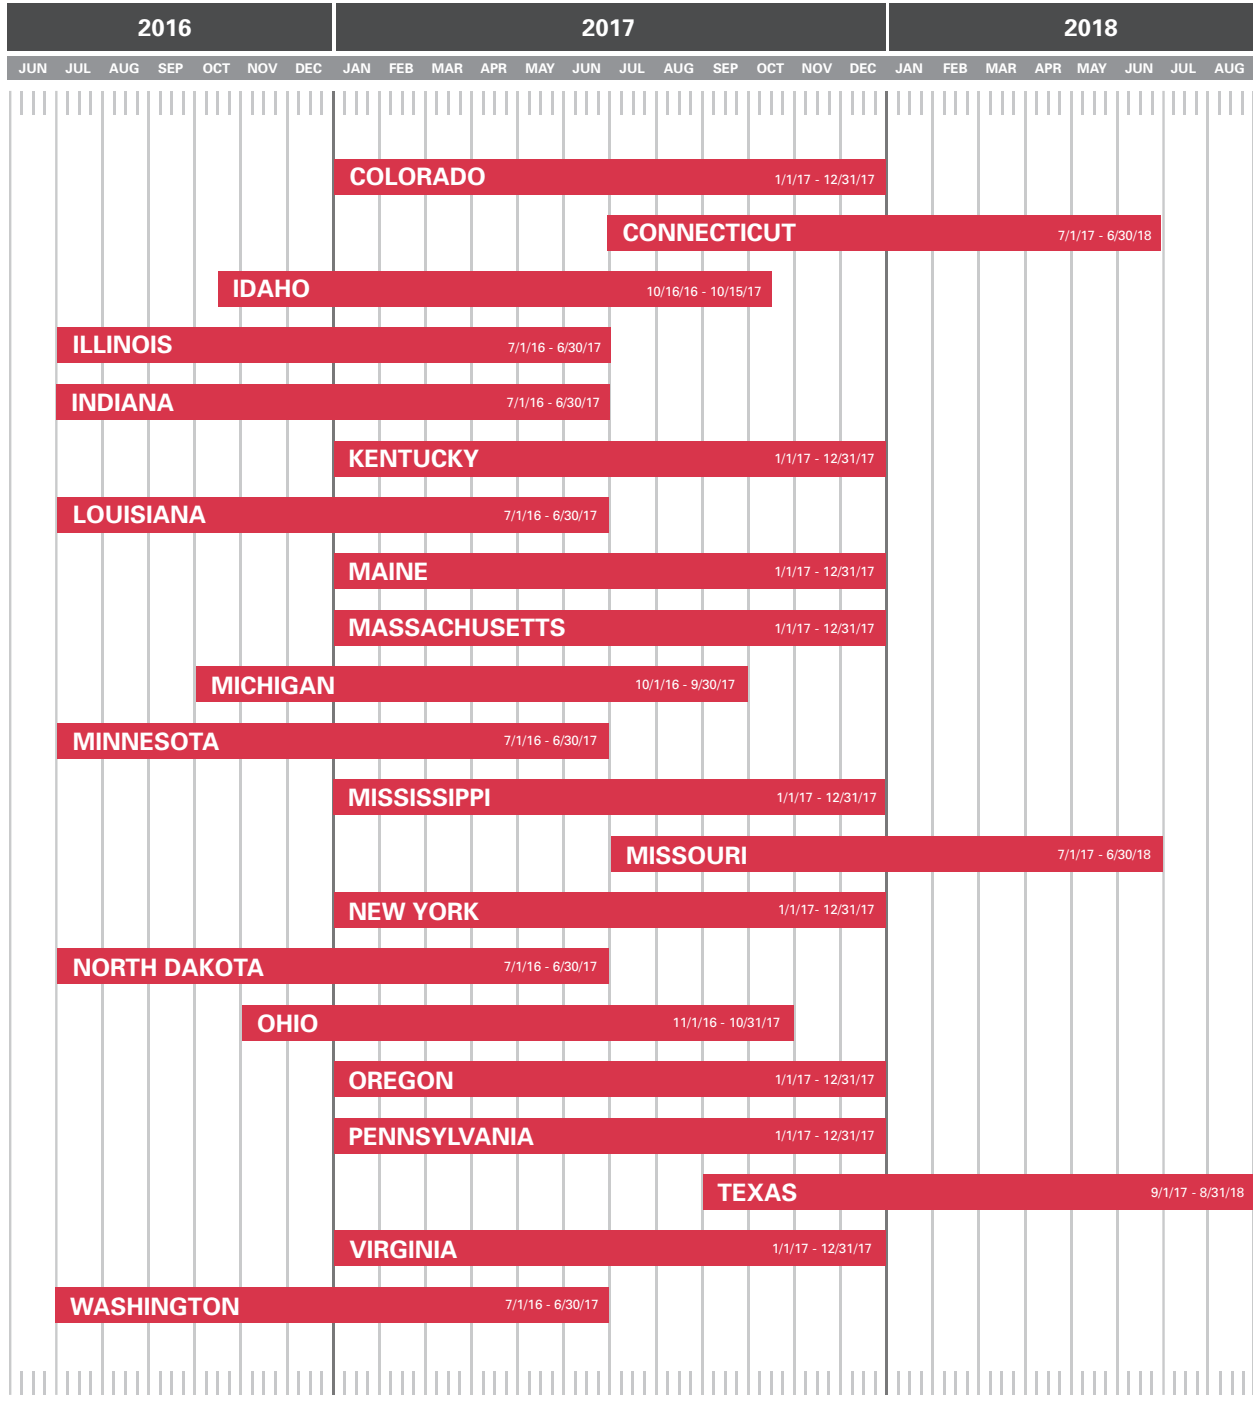 2016 2017 2018
JUN JUL AUG SEP OCT NOV DEC JAN FEB MAR APR MAY JUN JUL AUG SEP OCT NOV DEC JAN FEB MAR APR MAY JUN JUL AUG
COLORADO 1/1/17 - 12/31/17
CONNECTICUT 7/1/17 - 6/30/18
IDAHO 10/16/16 - 10/15/17
ILLINOIS 7/1/16 - 6/30/17
INDIANA 7/1/16 - 6/30/17
KENTUCKY 1/1/17 - 12/31/17
LOUISIANA 7/1/16 - 6/30/17
MAINE 1/1/17 - 12/31/17
MASSACHUSETTS 1/1/17 - 12/31/17
MICHIGAN 10/1/16 - 9/30/17
MINNESOTA 7/1/16 - 6/30/17
MISSISSIPPI 1/1/17 - 12/31/17
MISSOURI 7/1/17 - 6/30/18
NEW YORK 1/1/17- 12/31/17
NORTH DAKOTA 7/1/16 - 6/30/17
OHIO 11/1/16 - 10/31/17
OREGON 1/1/17 - 12/31/17
PENNSYLVANIA 1/1/17 - 12/31/17
TEXAS 9/1/17 - 8/31/18
VIRGINIA 1/1/17 - 12/31/17
WASHINGTON 7/1/16 - 6/30/17